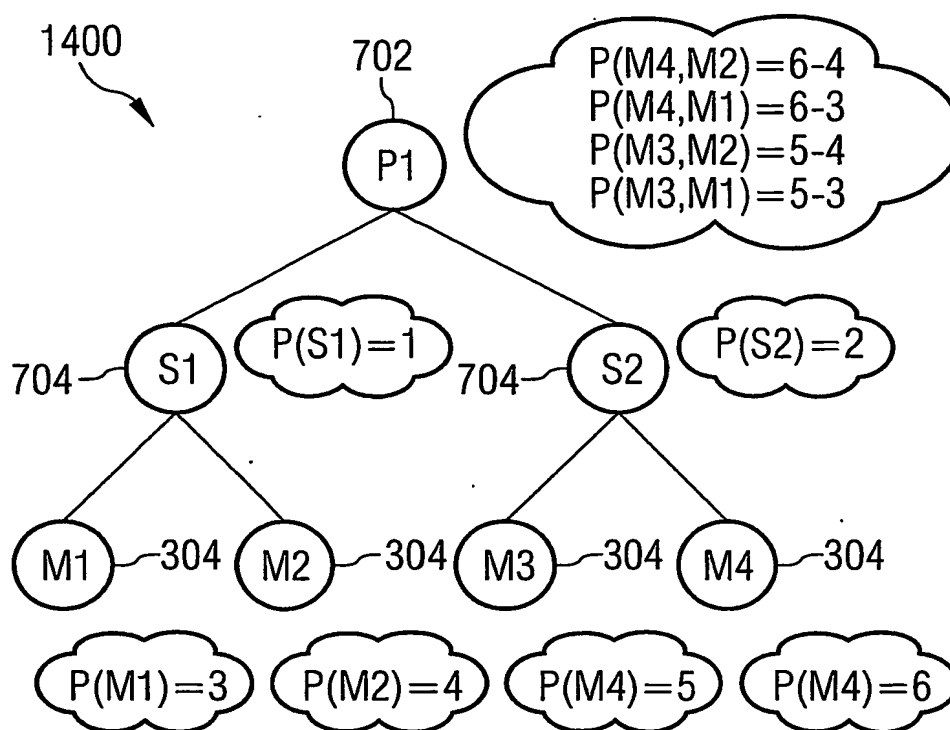 1400
702
P(M4,M2)=6-4
P(M4,M1)=6-3
P(M3,M2)=5-4
P(M3,M1)=5-3
P1
P(S1)=1
P(S2)=2
704
S1
704
S2
M1
304
M2
304
M3
304
M4
304
P(M1)=3
P(M2)=4
P(M4)=5
P(M4)=6